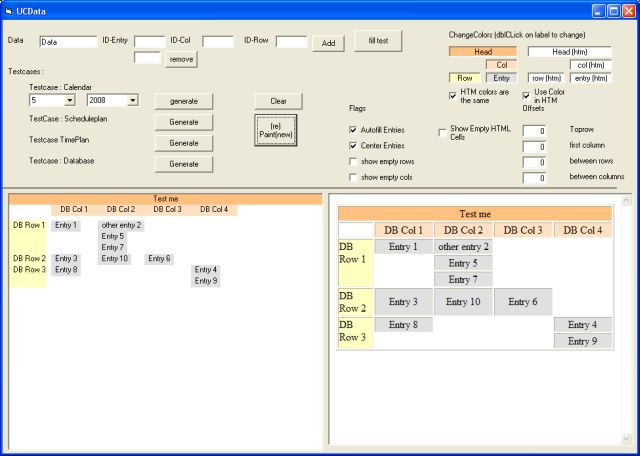 UCData
Data Data ID-Entry ID-Col ID-Row Add fill test
remove
ChangeColors (dblCLick on label to change)
Head Head (htm)
Col col (htm)
Row Entry row (htm) entry (htm)
HTM colors are the same
Use Color in HTM
Testcases :
Testcase : Calendar
5 2008 generate Clear
TestCase : Scheduleplan Generate
(re) Paint(new)
Testcase TimePlan Generate
Testcase : Database Generate
Flags
Autofill Entries
Center Entries
show empty rows
show empty cols
Show Empty HTML Cells
Offsets
0 Toprow
0 first column
0 between rows
0 between columns
Test me
DB Col 1 DB Col 2 DB Col 3 DB Col 4
DB Row 1 Entry 1 other entry 2
Entry 5
Entry 7
DB Row 2 Entry 3 Entry 10 Entry 6
DB Row 3 Entry 8 Entry 4
Entry 9
Test me
DB Col 1 DB Col 2 DB Col 3 DB Col 4
DB Row 1 Entry 1 other entry 2
Entry 5
Entry 7
DB Row 2 Entry 3 Entry 10 Entry 6
DB Row 3 Entry 8 Entry 4
Entry 9